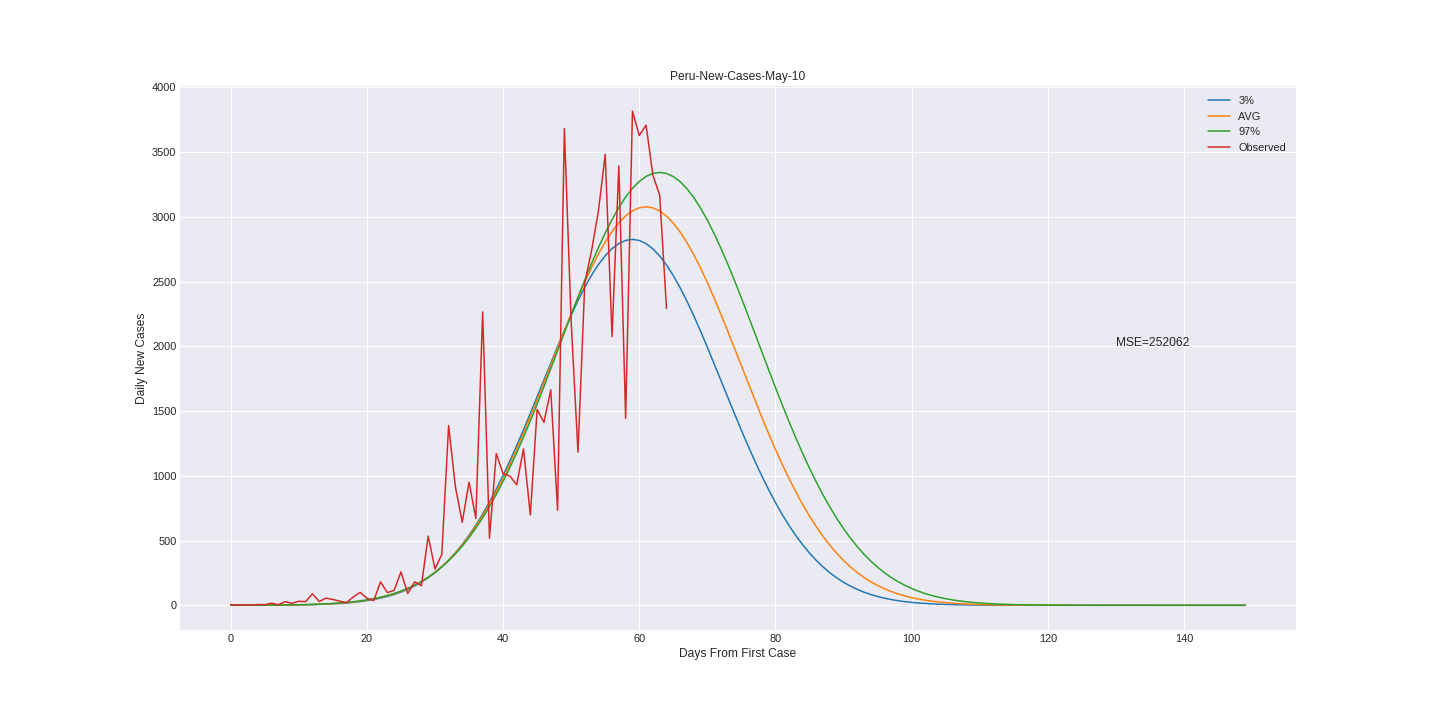 Peru-New-Cases-May-10
4000
3500
3000
2500
2000
1500
1000
500
0
Daily New Cases
3%
AVG
97%
Observed
MSE=252062
0 20 40 60 80 100 120 140
Days From First Case